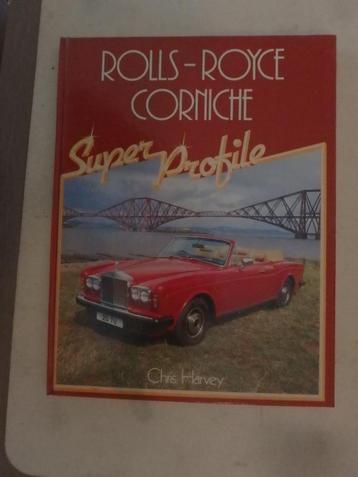 ROLLS-ROYCE
CORNICHE
Super Profile
Chris Harvey